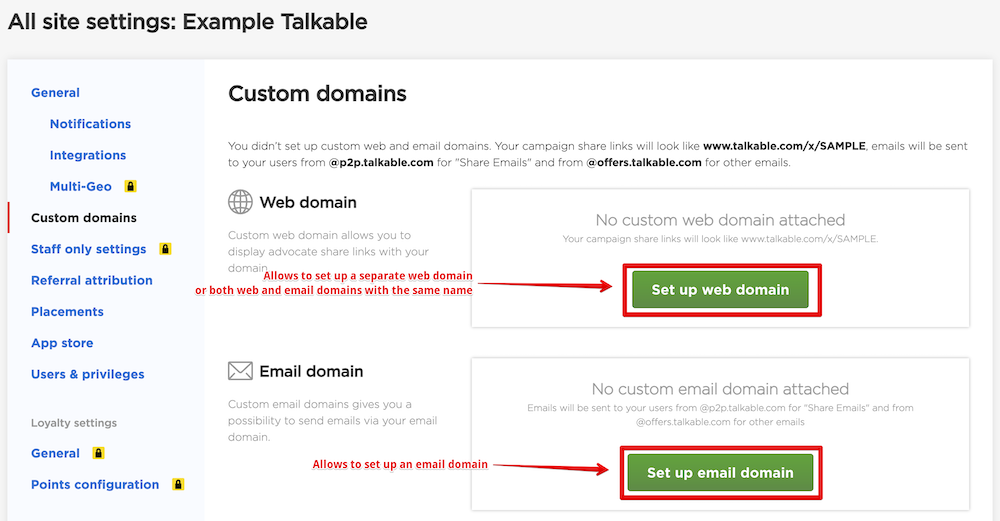 All site settings: Example Talkable
General
Notifications
Integrations
Multi-Geo
Custom domains
Staff only settings
Referral attribution
Placements
App store
Users & privileges
Loyalty settings
General
Points configuration
Custom domains
You didn't set up custom web and email domains. Your campaign share links will look like www.talkable.com/x/SAMPLE, emails will be sent
to your users from @p2p.talkable.com for "Share Emails" and from @offers.talkable.com for other emails.
Web domain
Custom web domain allows you to
display advocate share links with your
domain.
Allows to set up a separate web domain
or both web and email domains with the same name
No custom web domain attached
Your campaign share links will look like www.talkable.com/x/SAMPLE.
Set up web domain
Email domain
Custom email domains gives you a
possibility to send emails via your email
domain.
Allows to set up an email domain
No custom email domain attached
Emails will be sent to your users from @p2p.talkable.com for "Share Emails" and from
@offers.talkable.com for other emails
Set up email domain